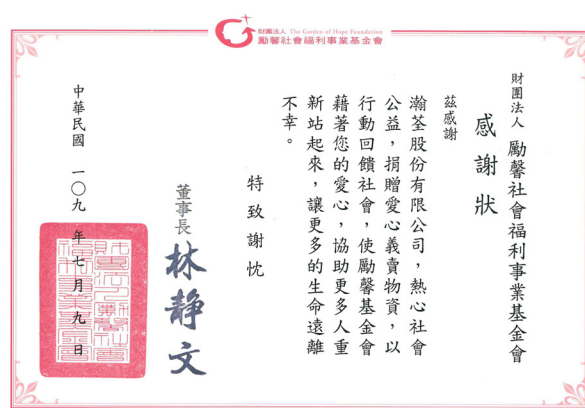 財團法人 The Garden of Hope Foundation
勵馨社會福利事業基金會
財團法人 勵馨社會福利事業基金會
感謝狀
茲感謝
瀚荃股份有限公司，熱心社會
公益，捐贈愛心義賣物資，以
行動回饋社會，使勵馨基金會
藉著您的愛心，協助更多人重
新站起來，讓更多的生命遠離
不幸。
特致謝忱
董事長 林靜文
中華民國 一〇九 年 七 月 九 日